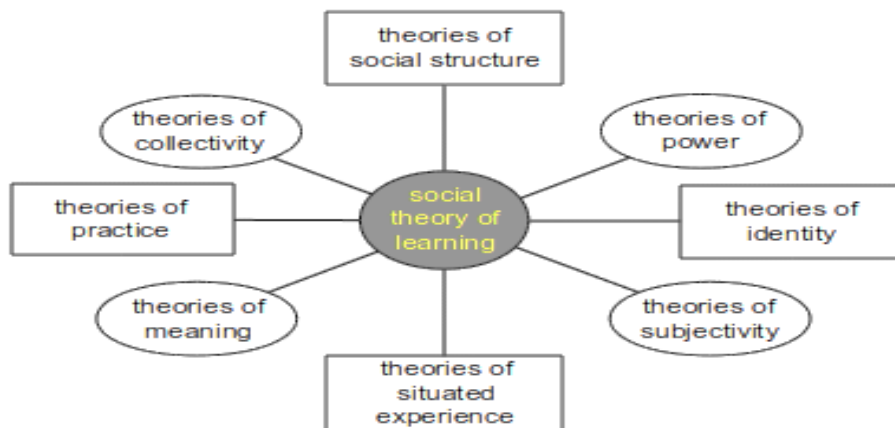 theories of
social structure
theories of
collectivity
theories of
power
theories of
practice
social
theory of
learning
theories of
identity
theories of
meaning
theories of
subjectivity
theories of
situated
experience